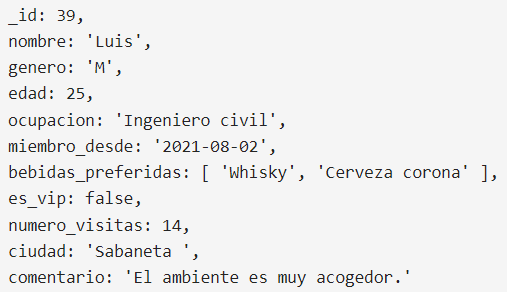 _id: 39,
nombre: 'Luis',
genero: 'M',
edad: 25,
ocupacion: 'Ingeniero civil',
miembro_desde: '2021-08-02',
bebidas_preferidas: [ 'Whisky', 'Cerveza corona' ],
es_vip: false,
numero_visitas: 14,
ciudad: 'Sabaneta ',
comentario: 'El ambiente es muy acogedor.'